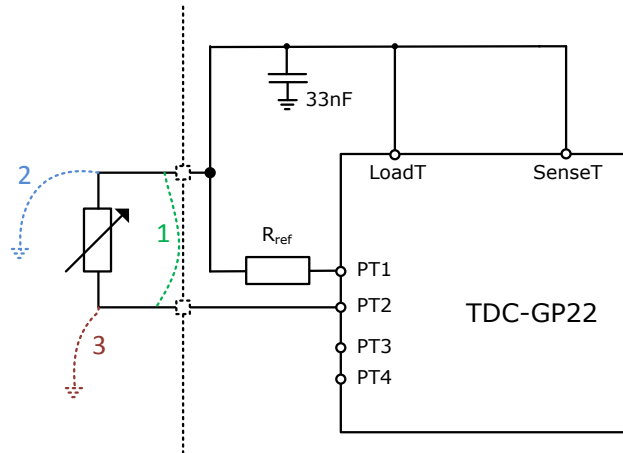 33nF
LoadT
SenseT
2
1
R_ref
PT1
PT2
TDC-GP22
3
PT3
PT4